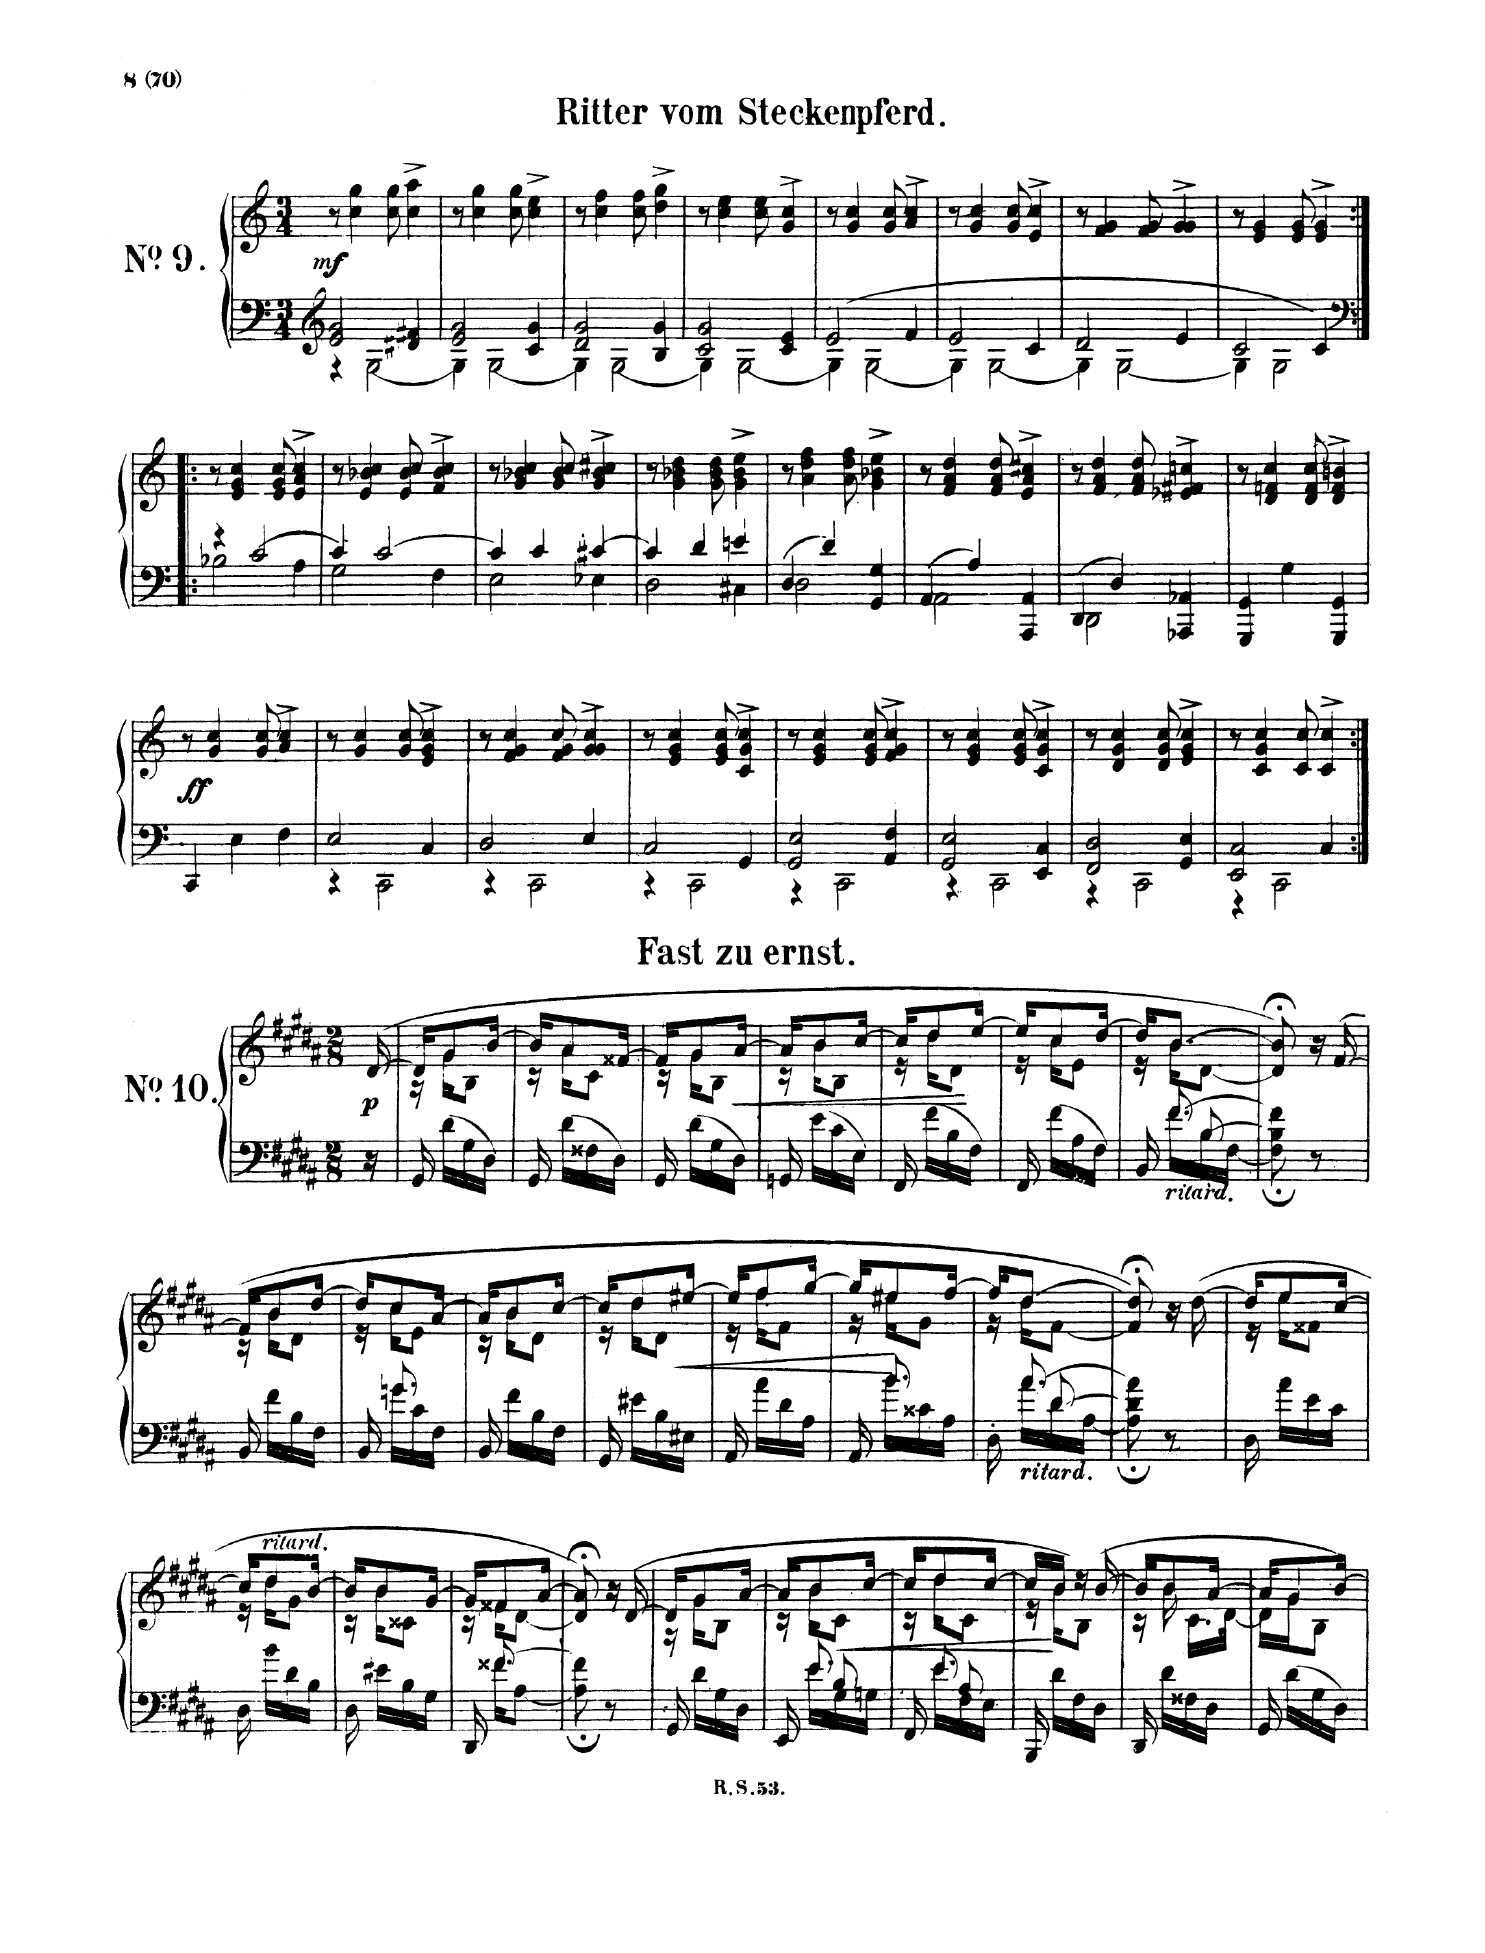 8 (70)
Ritter vom Steckenpferd.
Nº 9.
mf
ff
Fast zu ernst.
Nº 10.
p
ritard.
ritard.
ritard.
R. S. 53.